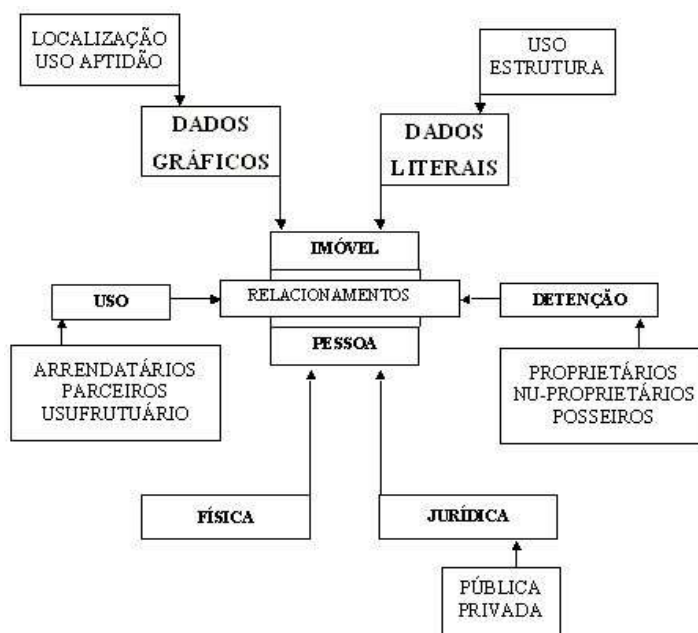 LOCALIZAÇÃO
USO APTIDÃO
USO
ESTRUTURA
DADOS
GRÁFICOS
DADOS
LITERAIS
IMÓVEL
RELACIONAMENTOS
PESSOA
USO
DETENÇÃO
ARRENDATÁRIOS
PARCEIROS
USUFRUTUÁRIO
PROPRIETÁRIOS
NU-PROPRIETÁRIOS
POSSEIROS
FÍSICA
JURÍDICA
PÚBLICA
PRIVADA